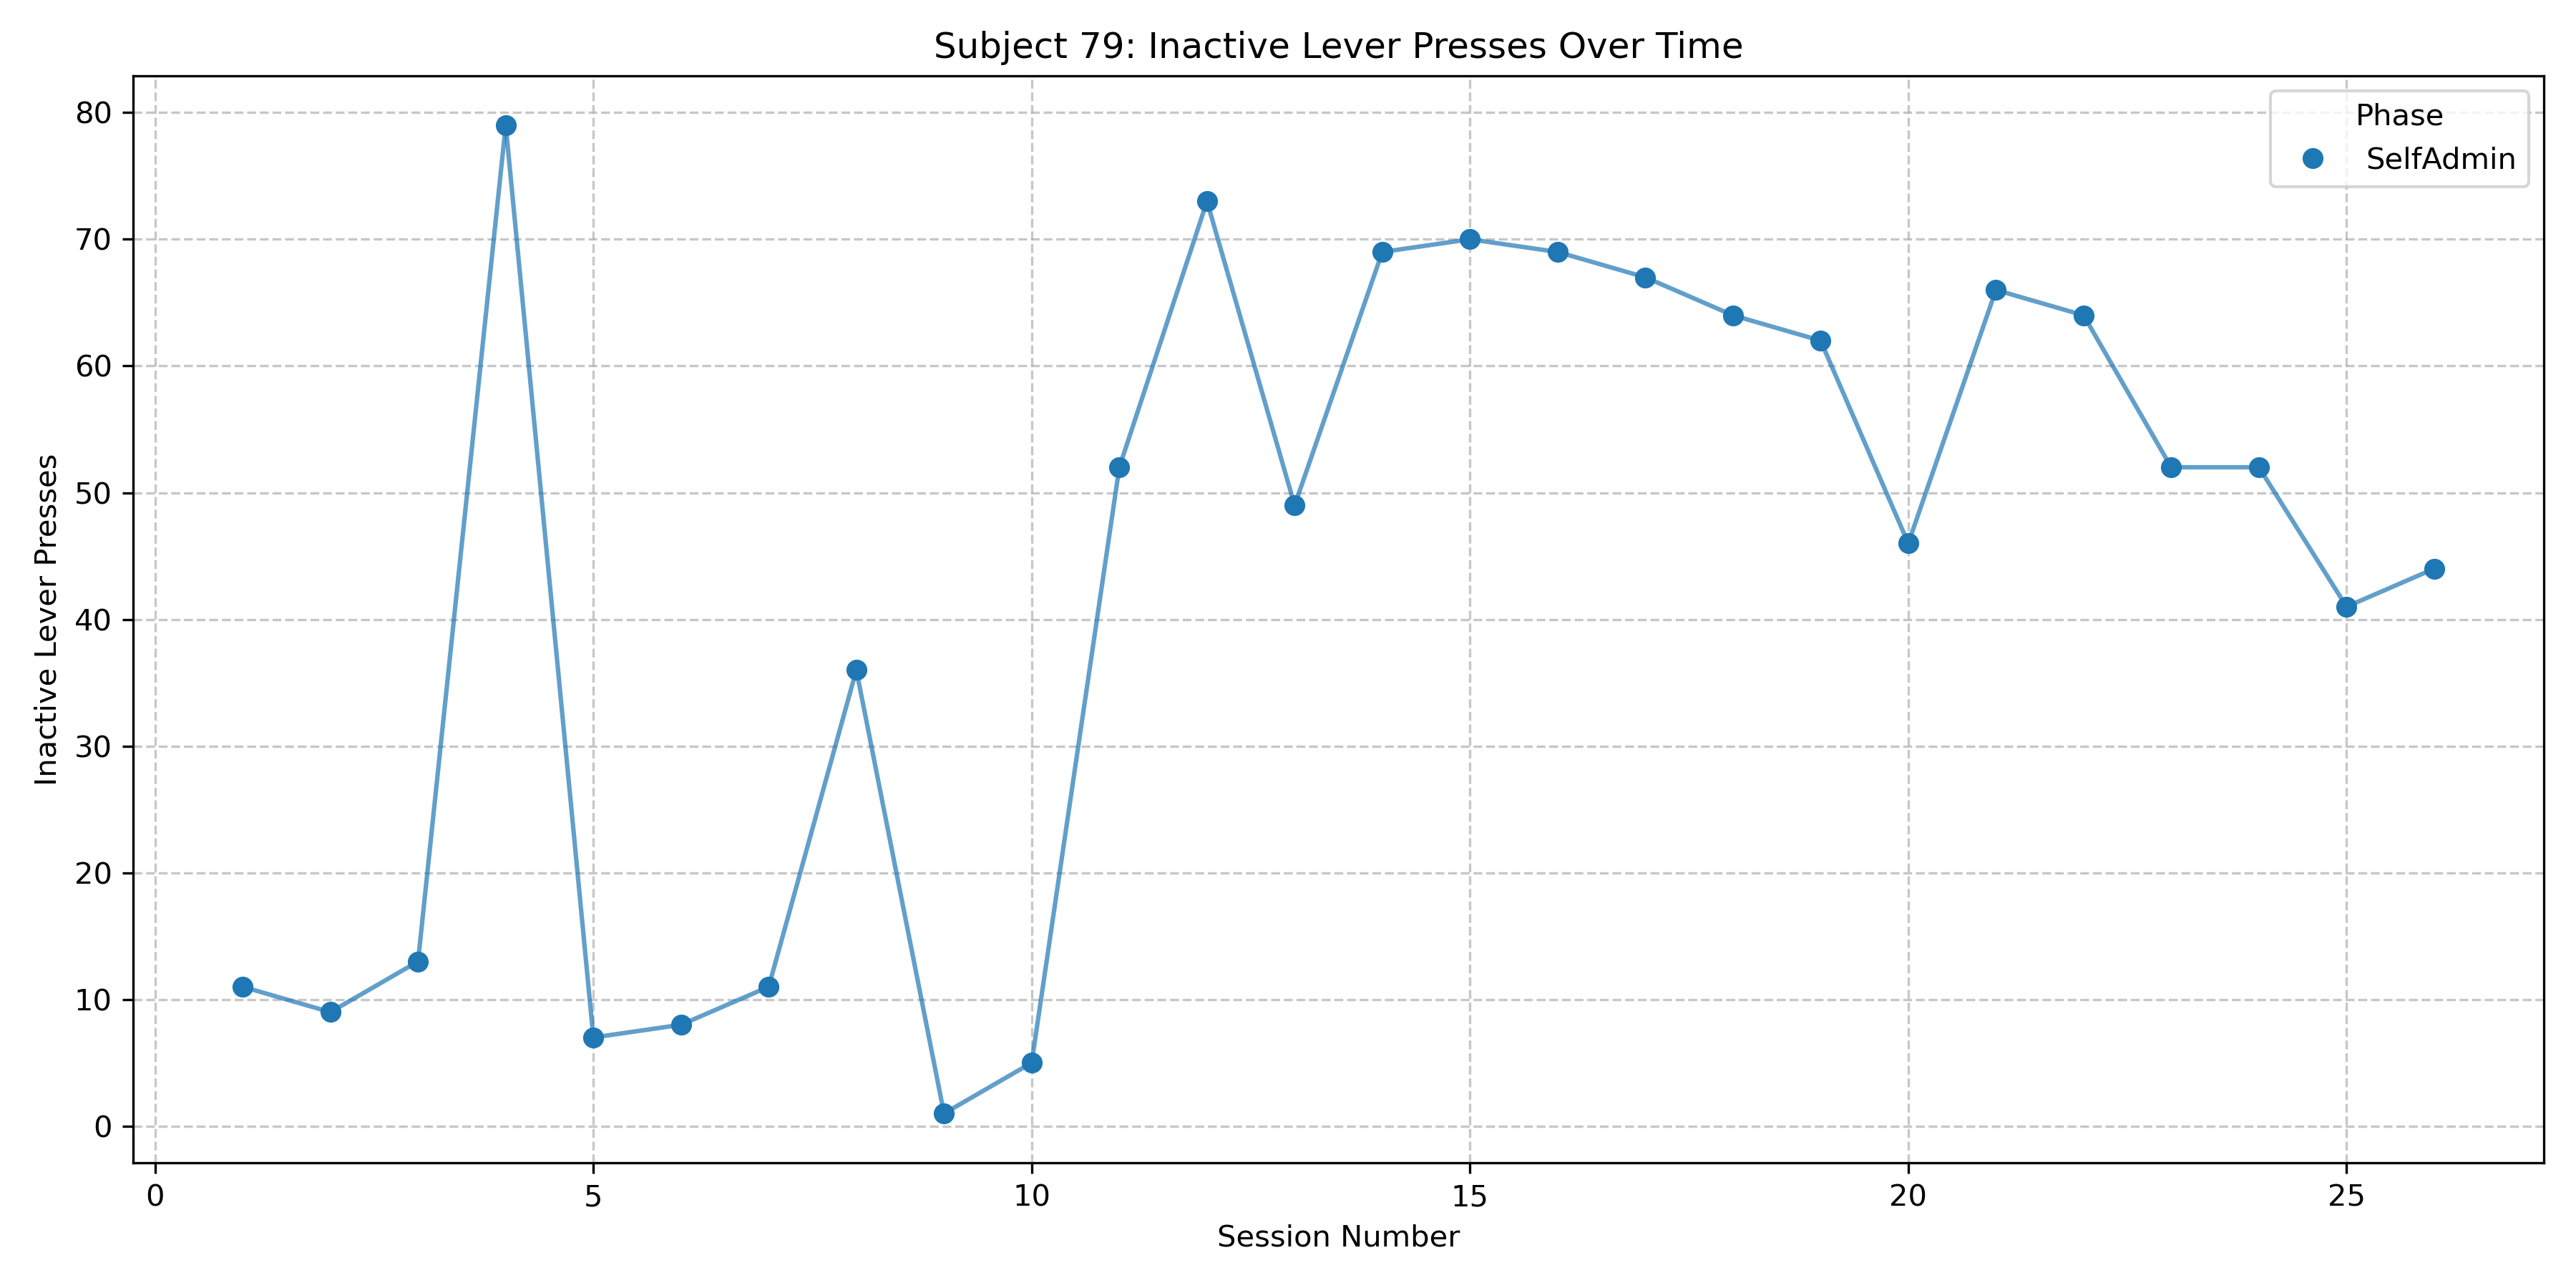 Subject 79: Inactive Lever Presses Over Time
Phase
SelfAdmin
80
70
60
50
40
30
20
10
0
Inactive Lever Presses
0 5 10 15 20 25
Session Number